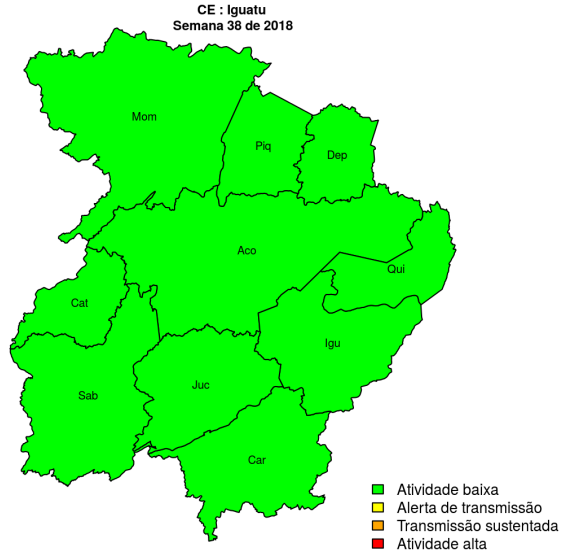 CE : Iguatu
Semana 38 de 2018
Mom
Piq
Dep
Aco
Qui
Cat
Igu
Juc
Sab
Car
Atividade baixa
Alerta de transmissão
Transmissão sustentada
Atividade alta